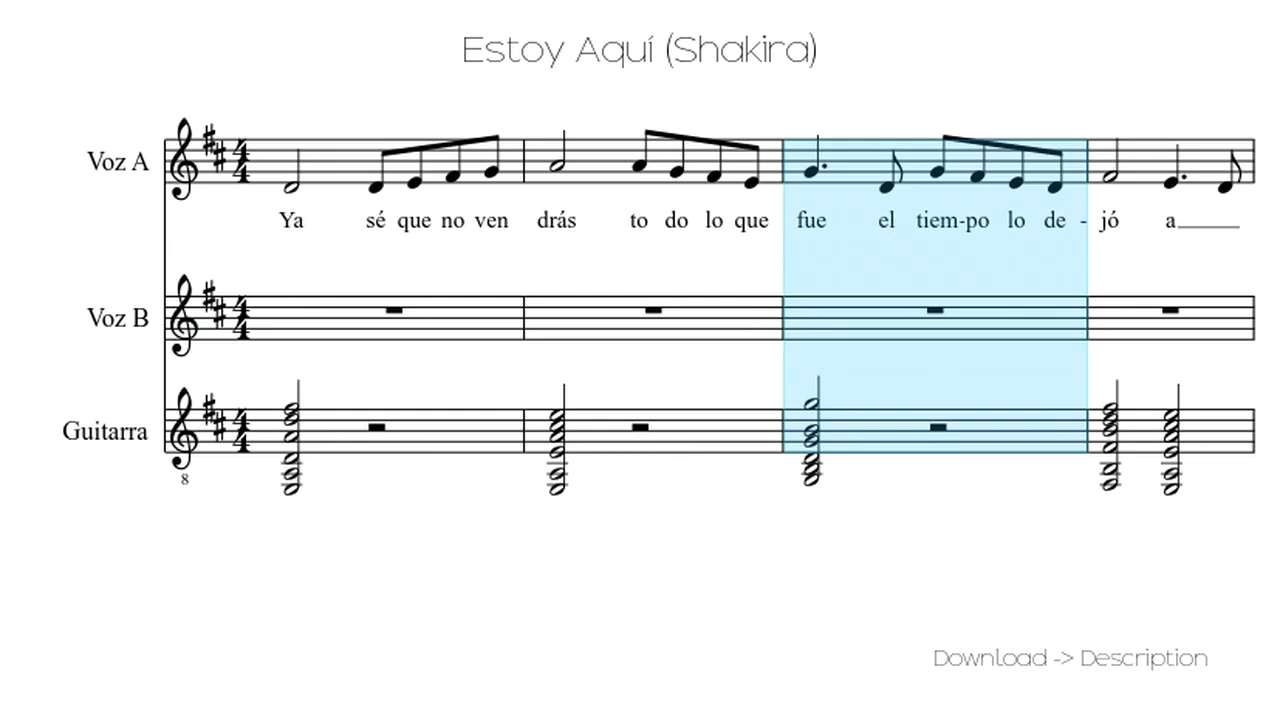 Estoy Aquí (Shakira)
Voz A
Ya sé que no ven drás to do lo que fue el tiem-po lo de - jó a
Voz B
Guitarra
8
Download -> Description